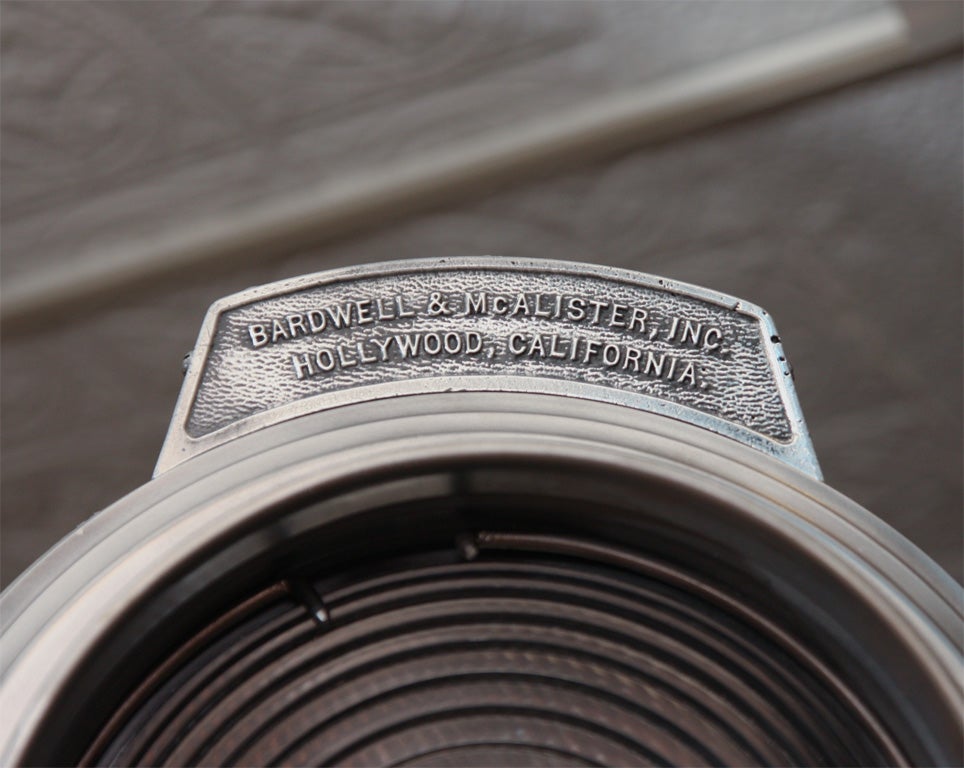 BARDWELL & McALISTER, INC.
HOLLYWOOD, CALIFORNIA.